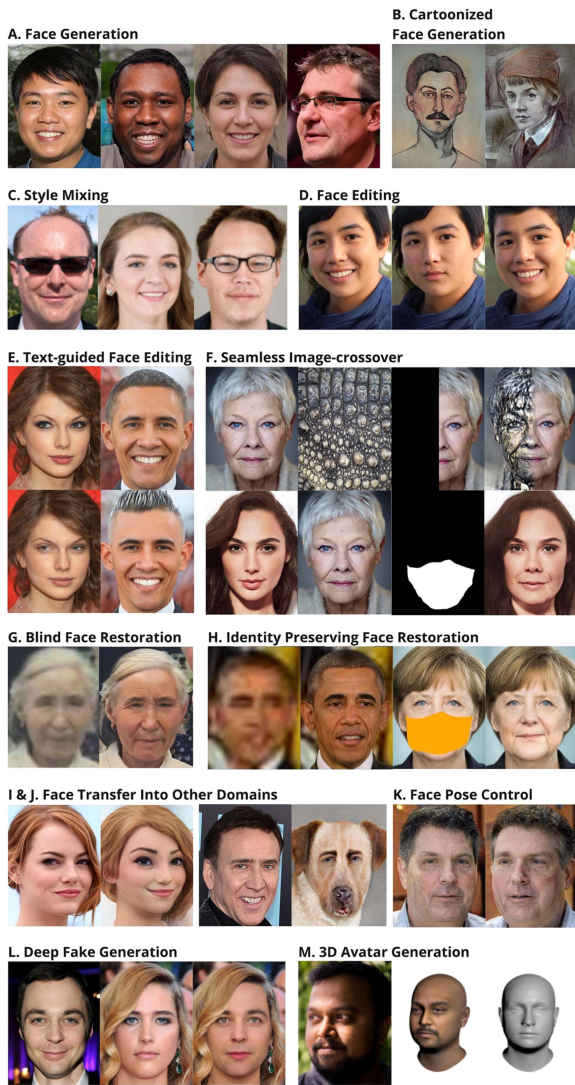 A. Face Generation
B. Cartoonized
Face Generation
C. Style Mixing
D. Face Editing
E. Text-guided Face Editing
F. Seamless Image-crossover
G. Blind Face Restoration
H. Identity Preserving Face Restoration
I & J. Face Transfer Into Other Domains
K. Face Pose Control
L. Deep Fake Generation
M. 3D Avatar Generation